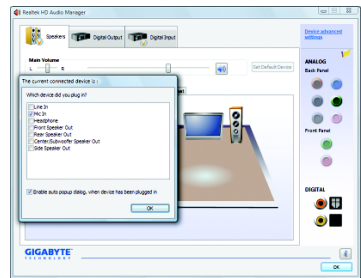 Realtek HD Audio Manager
Speakers
Digital Output
Digital Input
Device advanced
settings
Main Volume
L
R
Set Default Device
ANALOG
Back Panel
The current connected device is :
Which device did you plug in?
Line In
Mic In
Headphone
Front Speaker Out
Rear Speaker Out
Center/Subwoofer Speaker Out
Side Speaker Out
Enable auto popup dialog, when device has been plugged in
OK
Front Panel
DIGITAL
GIGABYTE
TECHNOLOGY
OK